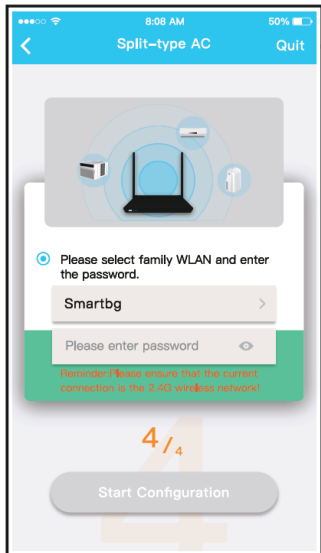 8:08 AM
50%
Split-type AC
Quit
Please select family WLAN and enter
the password.
Smartbg
Please enter password
Reminder:Please ensure that the current
connection is the 2.4G wireless network!
4/4
Start Configuration